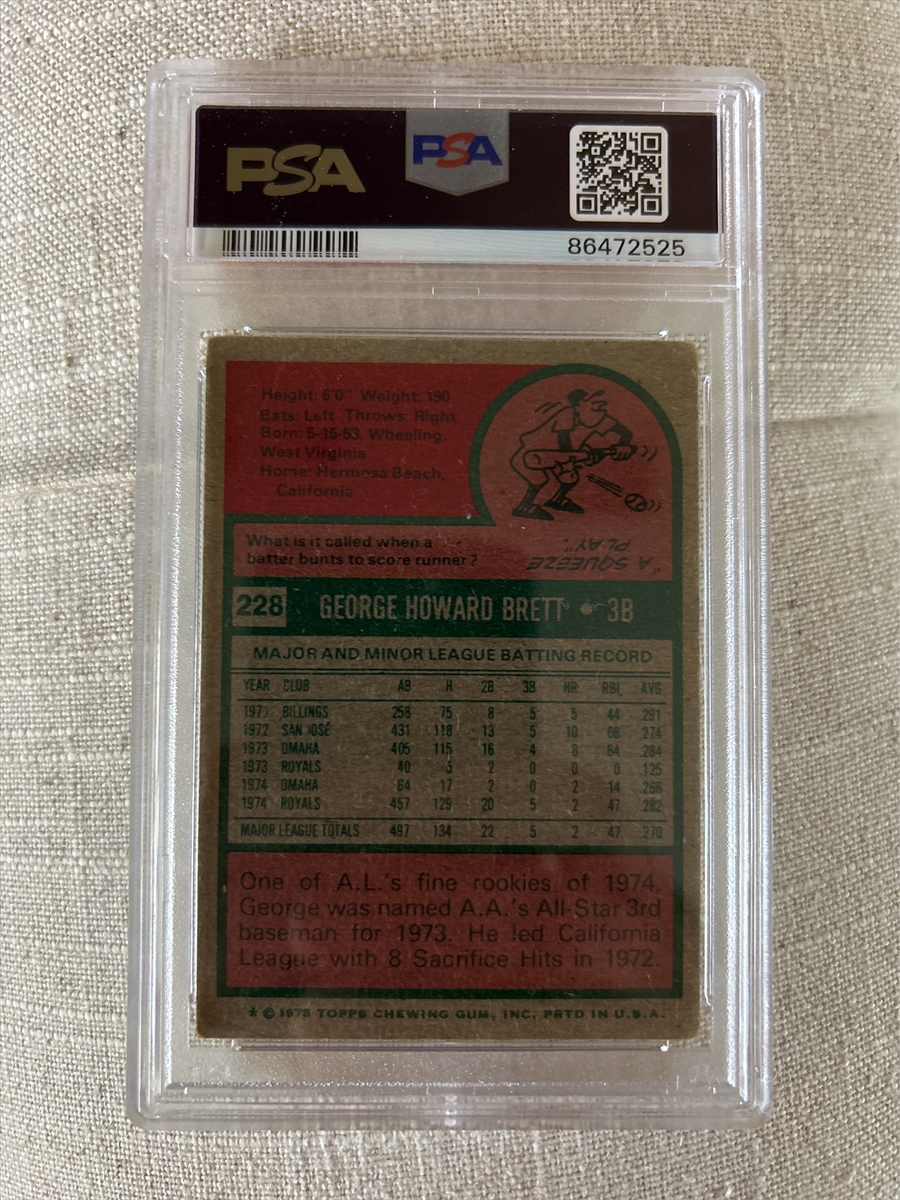 PSA PSA
86472525
Height: 6'0" Weight: 190
Bats: Left Throws: Right
Born: 5-15-53, Wheeling,
West Virginia
Home: Hermosa Beach,
California
What is it called when a
batter bunts to score runner?
"A SQUEEZE
PLAY".
228 GEORGE HOWARD BRETT • 3B
MAJOR AND MINOR LEAGUE BATTING RECORD
YEAR CLUB AB H 2B 3B HR RBI AVG
1971 BILLINGS 258 75 8 5 5 44 .291
1972 SAN JOSÉ 431 118 13 5 10 68 .274
1973 OMAHA 405 115 16 4 8 64 .284
1973 ROYALS 40 5 2 0 0 0 .125
1974 OMAHA 64 17 2 0 2 14 .266
1974 ROYALS 457 129 20 5 2 47 .282
MAJOR LEAGUE TOTALS 497 134 22 5 2 47 .270
One of A.L.'s fine rookies of 1974,
George was named A.A.'s All-Star 3rd
baseman for 1973. He led California
League with 8 Sacrifice Hits in 1972.
* © 1975 TOPPS CHEWING GUM, INC. PRTD IN U.S.A.